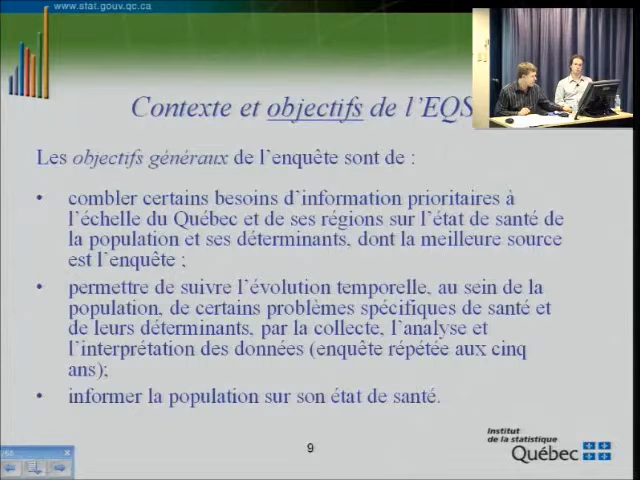 www.stat.gouv.qc.ca
Contexte et objectifs de l'EQS
Les objectifs généraux de l'enquête sont de :
• combler certains besoins d'information prioritaires à
l'échelle du Québec et de ses régions sur l'état de santé de
la population et ses déterminants, dont la meilleure source
est l'enquête ;
• permettre de suivre l'évolution temporelle, au sein de la
population, de certains problèmes spécifiques de santé et
de leurs déterminants, par la collecte, l'analyse et
l'interprétation des données (enquête répétée aux cinq
ans);
• informer la population sur son état de santé.
9
Institut
de la statistique
Québec